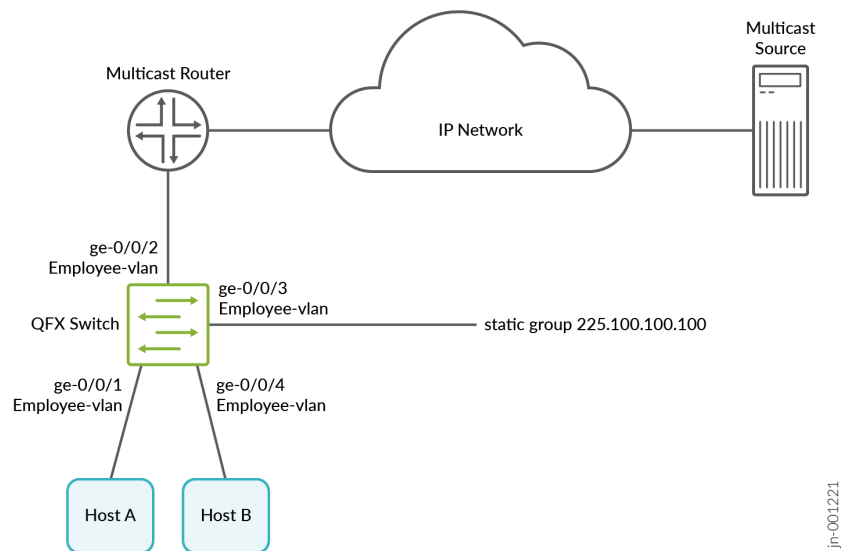 Multicast
Source
Multicast Router
IP Network
ge-0/0/2
Employee-vlan
ge-0/0/3
Employee-vlan
QFX Switch
static group 225.100.100.100
ge-0/0/1
Employee-vlan
ge-0/0/4
Employee-vlan
Host A
Host B
jn-001221